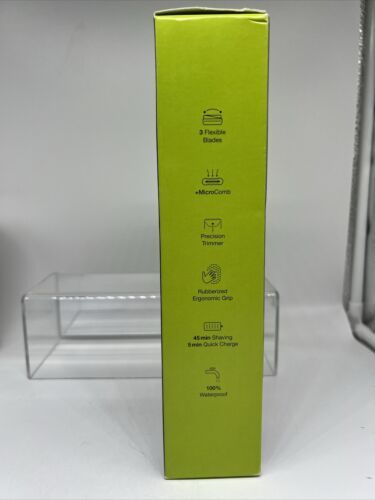 3 Flexible
Blades
+MicroComb
Precision
Trimmer
Rubberized
Ergonomic Grip
45 min Shaving
5 min Quick Charge
100%
Waterproof